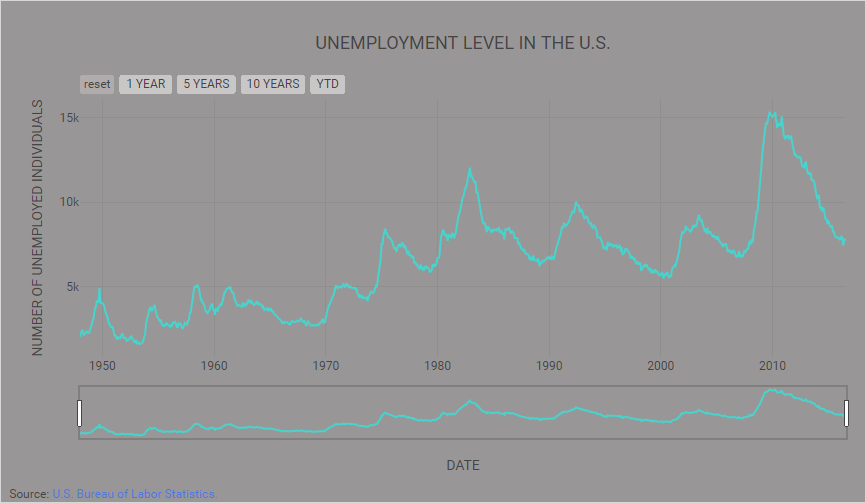 UNEMPLOYMENT LEVEL IN THE U.S.
reset 1 YEAR 5 YEARS 10 YEARS YTD
NUMBER OF UNEMPLOYED INDIVIDUALS
15k
10k
5k
1950 1960 1970 1980 1990 2000 2010
DATE
Source: U.S. Bureau of Labor Statistics.